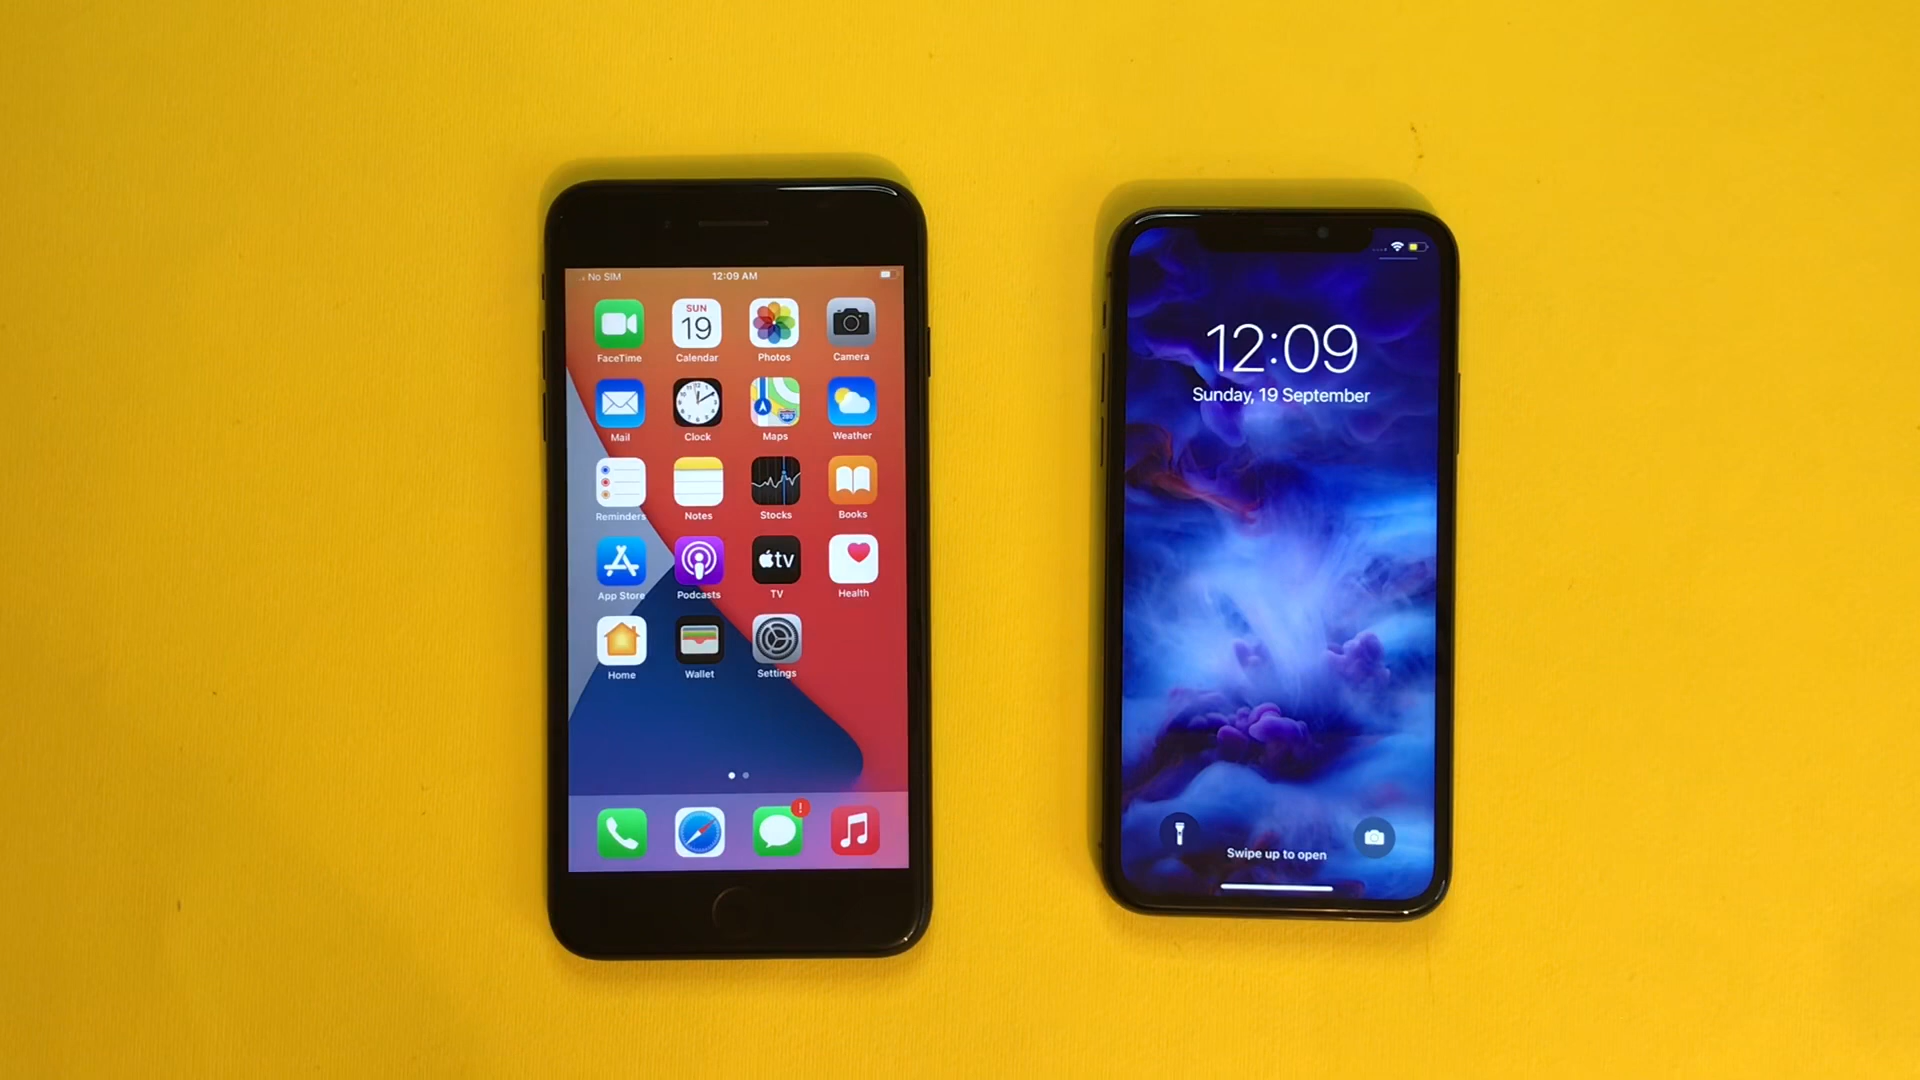 No SIM 12:09 AM
SUN
19
FaceTime Calendar Photos Camera
Mail Clock Maps Weather
280
Reminders Notes Stocks Books
tv
App Store Podcasts TV Health
Home Wallet Settings
!
12:09
Sunday, 19 September
Swipe up to open